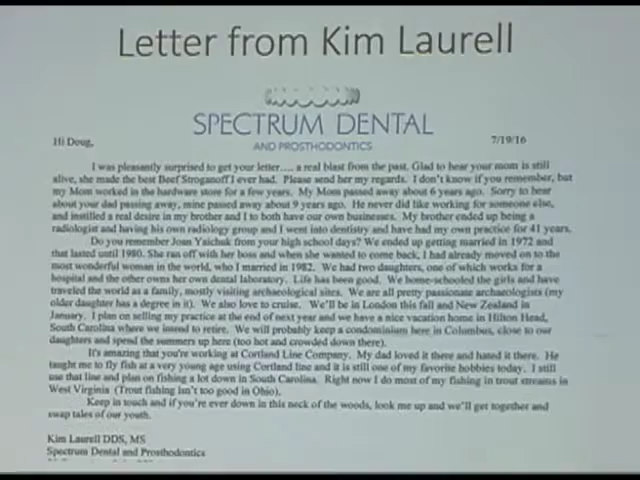 Letter from Kim Laurell
SPECTRUM DENTAL
AND PROSTHODONTICS
Hi Doug,
7/19/16
I was pleasantly surprised to get your letter.... a real blast from the past. Glad to hear your mom is still
alive, she made the best Beef Stroganoff I ever had. Please send her my regards. I don't know if you remember, but
my Mom worked in the hardware store for a few years. My Mom passed away about 6 years ago. Sorry to hear
about your dad passing away, mine passed away about 9 years ago. He never did like working for someone else,
and instilled a real desire in my brother and I to both have our own businesses. My brother ended up being a
radiologist and having his own radiology group and I went into dentistry and have had my own practice for 41 years.
Do you remember Joan Yaichuk from your high school days? We ended up getting married in 1972 and
that lasted until 1980. She ran off with her boss and when she wanted to come back, I had already moved on to the
most wonderful woman in the world, who I married in 1982. We had two daughters, one of which works for a
hospital and the other owns her own dental laboratory. Life has been good. We home-schooled the girls and have
traveled the world as a family, mostly visiting archaeological sites. We are all pretty passionate archaeologists (my
older daughter has a degree in it). We also love to cruise. We'll be in London this fall and New Zealand in
January. I plan on selling my practice at the end of next year and we have a nice vacation home in Hilton Head,
South Carolina where we intend to retire. We will probably keep a condominium here in Columbus, close to our
daughters and spend the summers up here (too hot and crowded down there).
It's amazing that you're working at Cortland Line Company. My dad loved it there and hated it there. He
taught me to fly fish at a very young age using Cortland line and it is still one of my favorite hobbies today. I still
use that line and plan on fishing a lot down in South Carolina. Right now I do most of my fishing in trout streams in
West Virginia (Trout fishing isn't too good in Ohio).
Keep in touch and if you're ever down in this neck of the woods, look me up and we'll get together and
swap tales of our youth.
Kim Laurell DDS, MS
Spectrum Dental and Prosthodontics